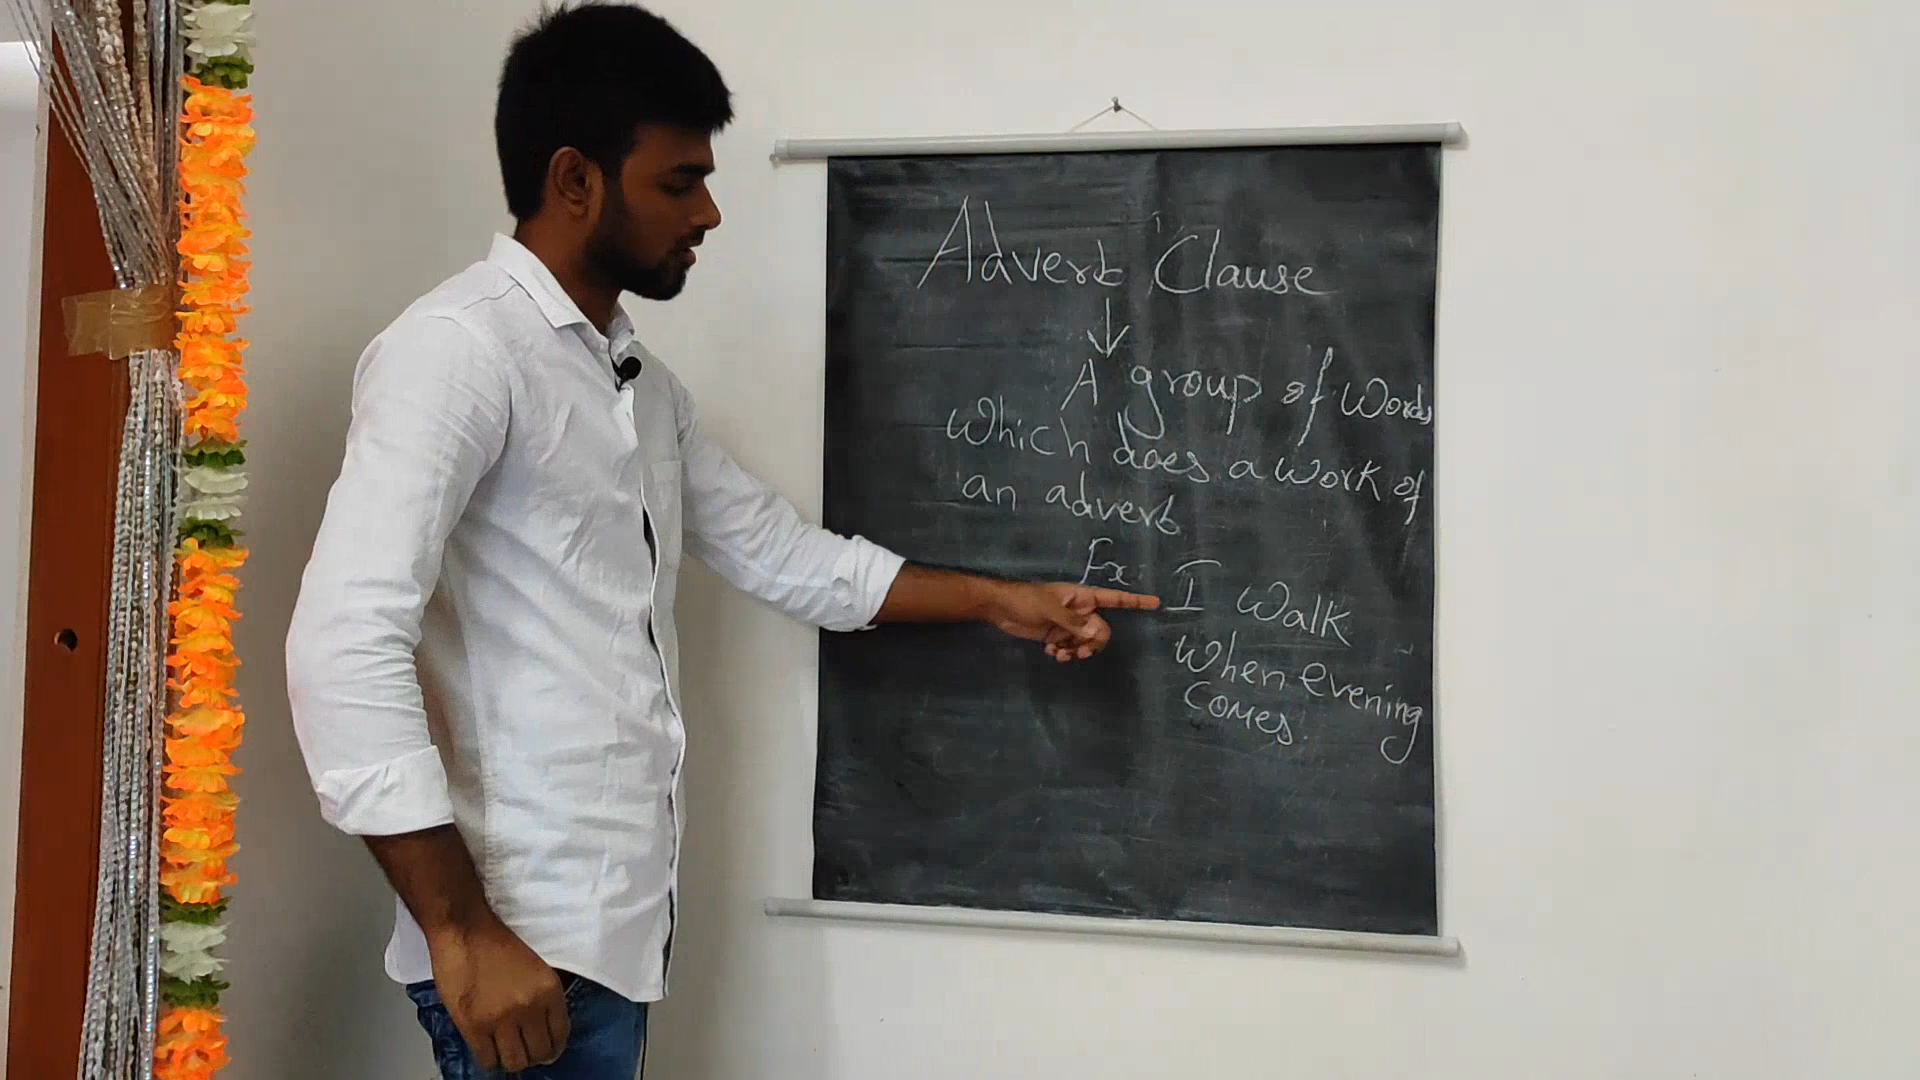 Adverb Clause
A group of Words
Which does a work of
an adverb
Ex: I Walk
When evening
Comes.